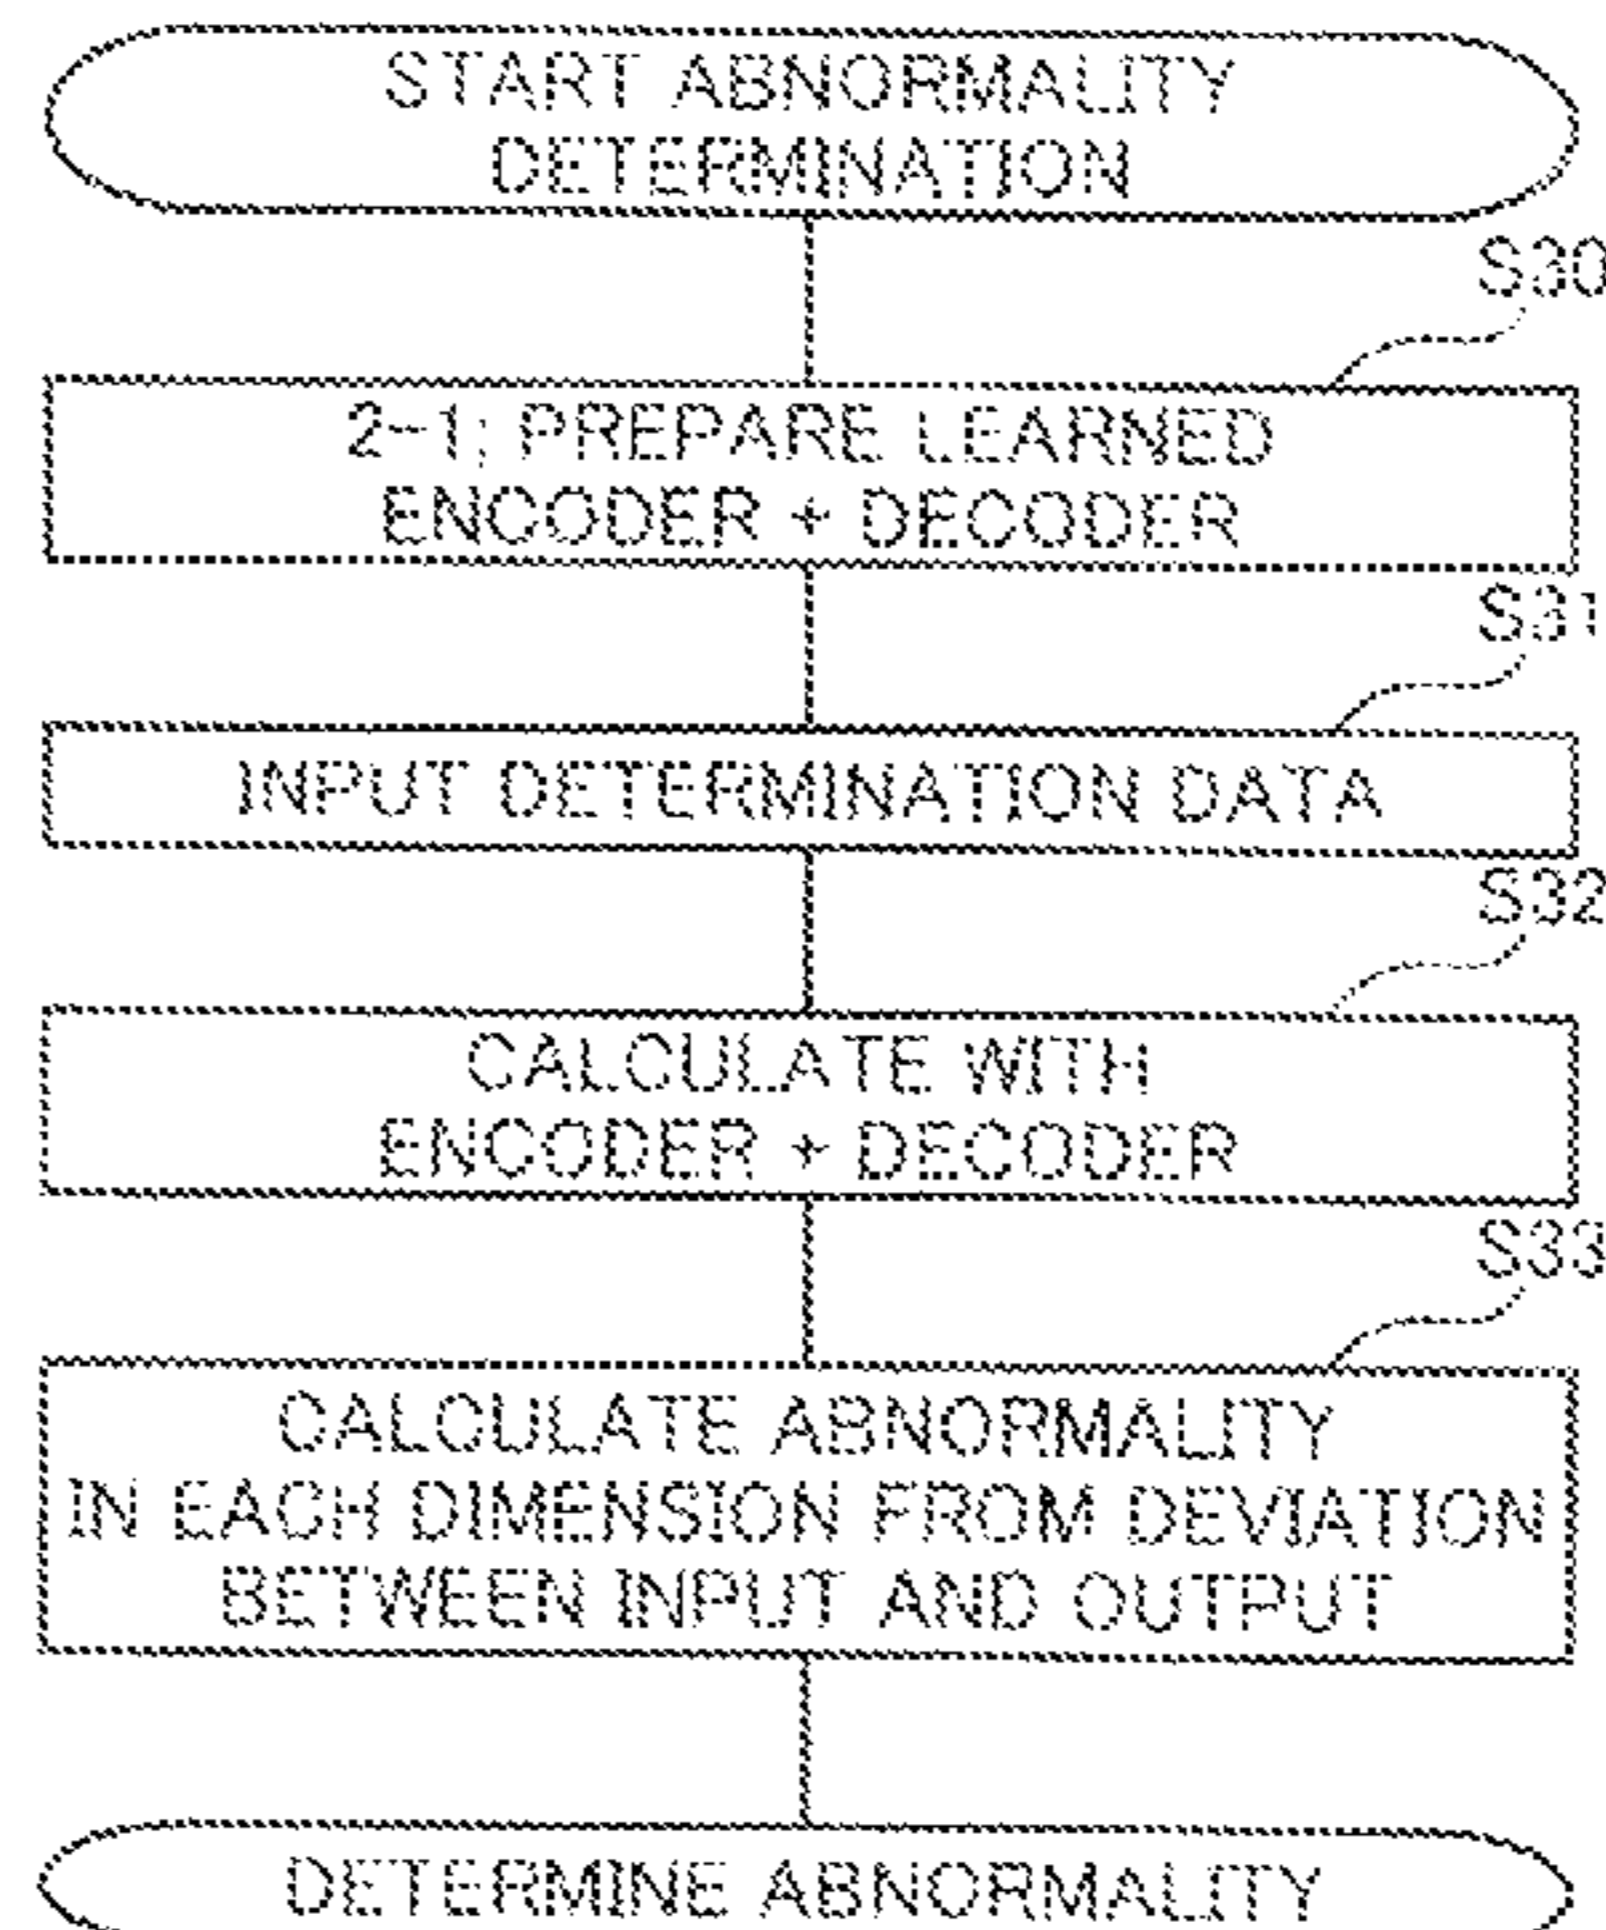 START ABNORMALITY
DETERMINATION
S30
2-1; PREPARE LEARNED
ENCODER + DECODER
S31
INPUT DETERMINATION DATA
S32
CALCULATE WITH
ENCODER + DECODER
S33
CALCULATE ABNORMALITY
IN EACH DIMENSION FROM DEVIATION
BETWEEN INPUT AND OUTPUT
DETERMINE ABNORMALITY